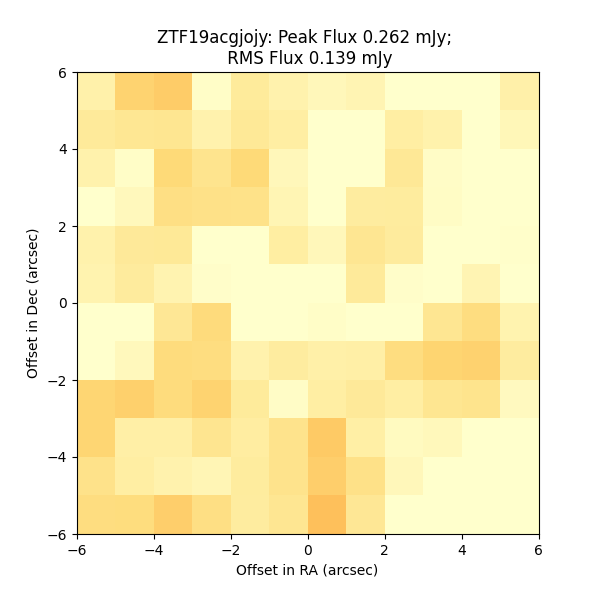 ZTF19acgjojy: Peak Flux 0.262 mJy;
RMS Flux 0.139 mJy
6
4
2
0
−2
−4
−6
Offset in Dec (arcsec)
−6 −4 −2 0 2 4 6
Offset in RA (arcsec)